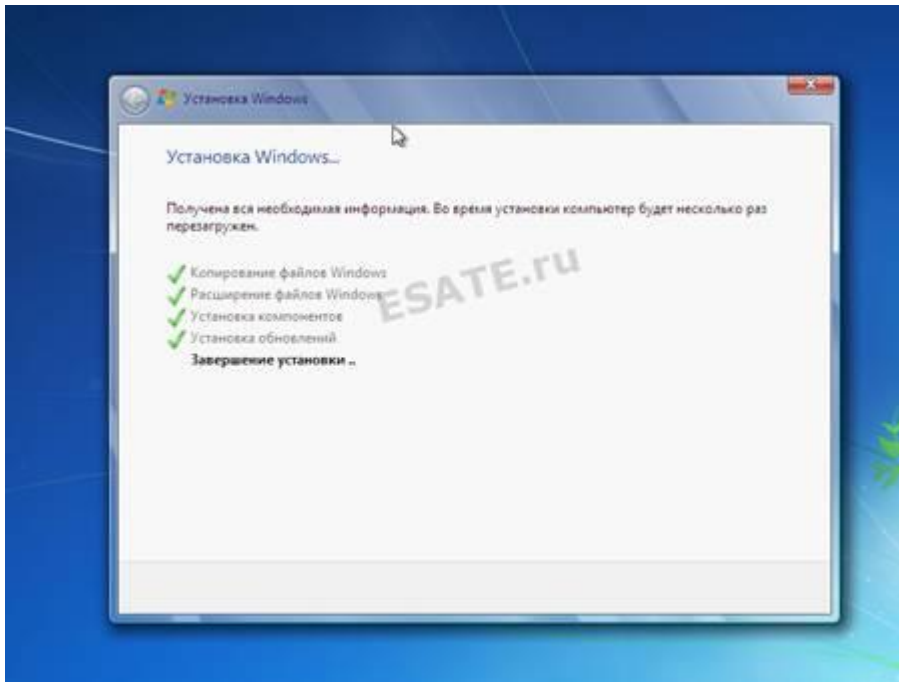 Установка Windows
Установка Windows...
Получена вся необходимая информация. Во время установки компьютер будет несколько раз
перезагружен.
Копирование файлов Windows
Расширение файлов Windows
Установка компонентов
Установка обновлений
Завершение установки ..
ESATE.ru